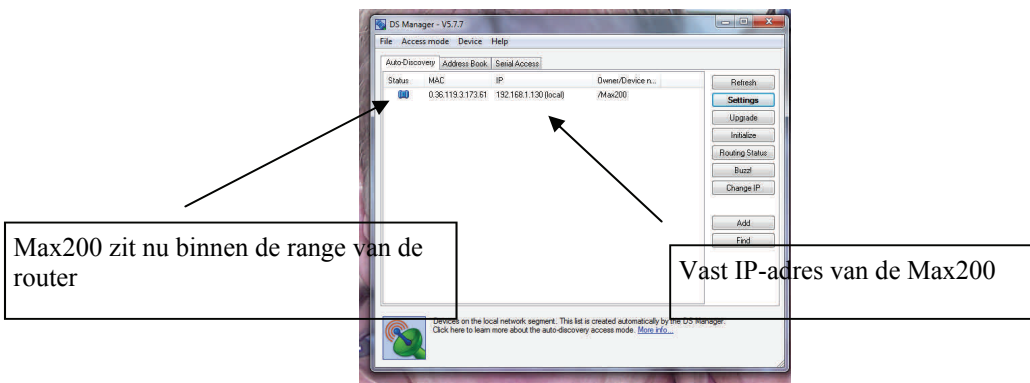 DS Manager - V5.7.7
File Access mode Device Help
Auto-Discovery Address Book Serial Access
Status MAC IP Owner/Device n...
0.36.119.3.173.61 192.168.1.130 (local) /Max200
Refresh
Settings
Upgrade
Initialize
Routing Status
Buzz!
Change IP
Add
Find
Max200 zit nu binnen de range van de
router
Vast IP-adres van de Max200
Devices on the local network segment. This list is created automatically by the DS Manager.
Click here to learn more about the auto-discovery access mode. More info...